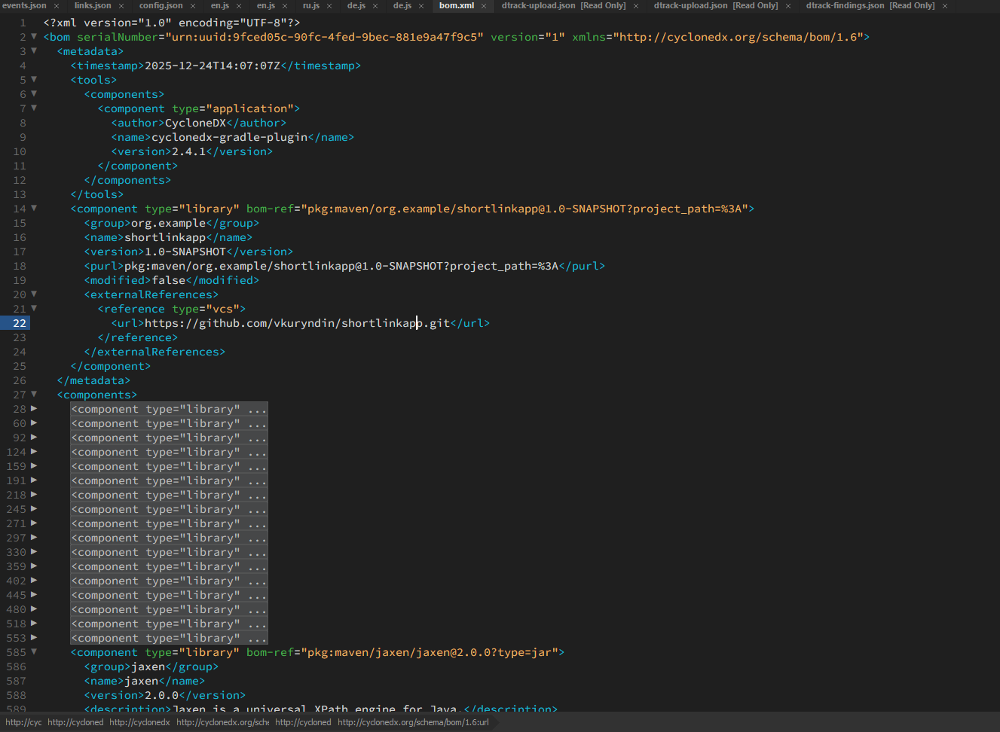 events.json × links.json × config.json × en.js × en.js × ru.js × de.js × de.js × bom.xml × dtrack-upload.json [Read Only] × dtrack-upload.json [Read Only] × dtrack-findings.json [Read Only] ×
1 <?xml version="1.0" encoding="UTF-8"?>
2 <bom serialNumber="urn:uuid:9fced05c-90fc-4fed-9bec-881e9a47f9c5" version="1" xmlns="http://cyclonedx.org/schema/bom/1.6">
3 <metadata>
4 <timestamp>2025-12-24T14:07:07Z</timestamp>
5 <tools>
6 <components>
7 <component type="application">
8 <author>CycloneDX</author>
9 <name>cyclonedx-gradle-plugin</name>
10 <version>2.4.1</version>
11 </component>
12 </components>
13 </tools>
14 <component type="library" bom-ref="pkg:maven/org.example/shortlinkapp@1.0-SNAPSHOT?project_path=%3A">
15 <group>org.example</group>
16 <name>shortlinkapp</name>
17 <version>1.0-SNAPSHOT</version>
18 <purl>pkg:maven/org.example/shortlinkapp@1.0-SNAPSHOT?project_path=%3A</purl>
19 <modified>false</modified>
20 <externalReferences>
21 <reference type="vcs">
22 <url>https://github.com/vkuryndin/shortlinkapp.git</url>
23 </reference>
24 </externalReferences>
25 </component>
26 </metadata>
27 <components>
28 <component type="library" ...
60 <component type="library" ...
92 <component type="library" ...
124 <component type="library" ...
159 <component type="library" ...
191 <component type="library" ...
218 <component type="library" ...
245 <component type="library" ...
271 <component type="library" ...
297 <component type="library" ...
330 <component type="library" ...
359 <component type="library" ...
402 <component type="library" ...
445 <component type="library" ...
480 <component type="library" ...
518 <component type="library" ...
553 <component type="library" ...
585 <component type="library" bom-ref="pkg:maven/jaxen/jaxen@2.0.0?type=jar">
586 <group>jaxen</group>
587 <name>jaxen</name>
588 <version>2.0.0</version>
589 <description>Jaxen is a universal XPath engine for Java.</description>
http://cyc http://cycloned http://cyclonedx http://cyclonedx.org/sche http://cycloned http://cyclonedx.org/schema/bom/1.6:url